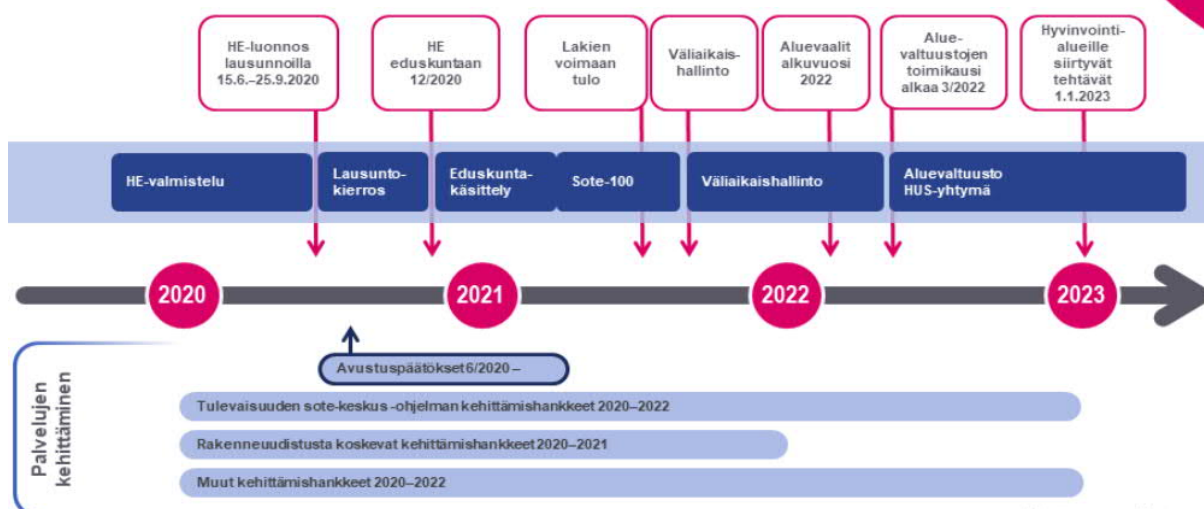 HE-luonnos
lausunnoilla
15.6.–25.9.2020
HE
eduskuntaan
12/2020
Lakien
voimaan
tulo
Väliaikais-
hallinto
Aluevaalit
alkuvuosi
2022
Alue-
valtuustojen
toimikausi
alkaa 3/2022
Hyvinvointi-
alueille
siirtyvät
tehtävät
1.1.2023
HE-valmistelu
Lausunto-
kierros
Eduskunta-
käsittely
Sote-100
Väliaikaishallinto
Aluevaltuusto
HUS-yhtymä
2020
2021
2022
2023
Palvelujen
kehittäminen
Avustuspäätökset 6/2020 –
Tulevaisuuden sote-keskus -ohjelman kehittämishankkeet 2020–2022
Rakenneuudistusta koskevat kehittämishankkeet 2020–2021
Muut kehittämishankkeet 2020–2022